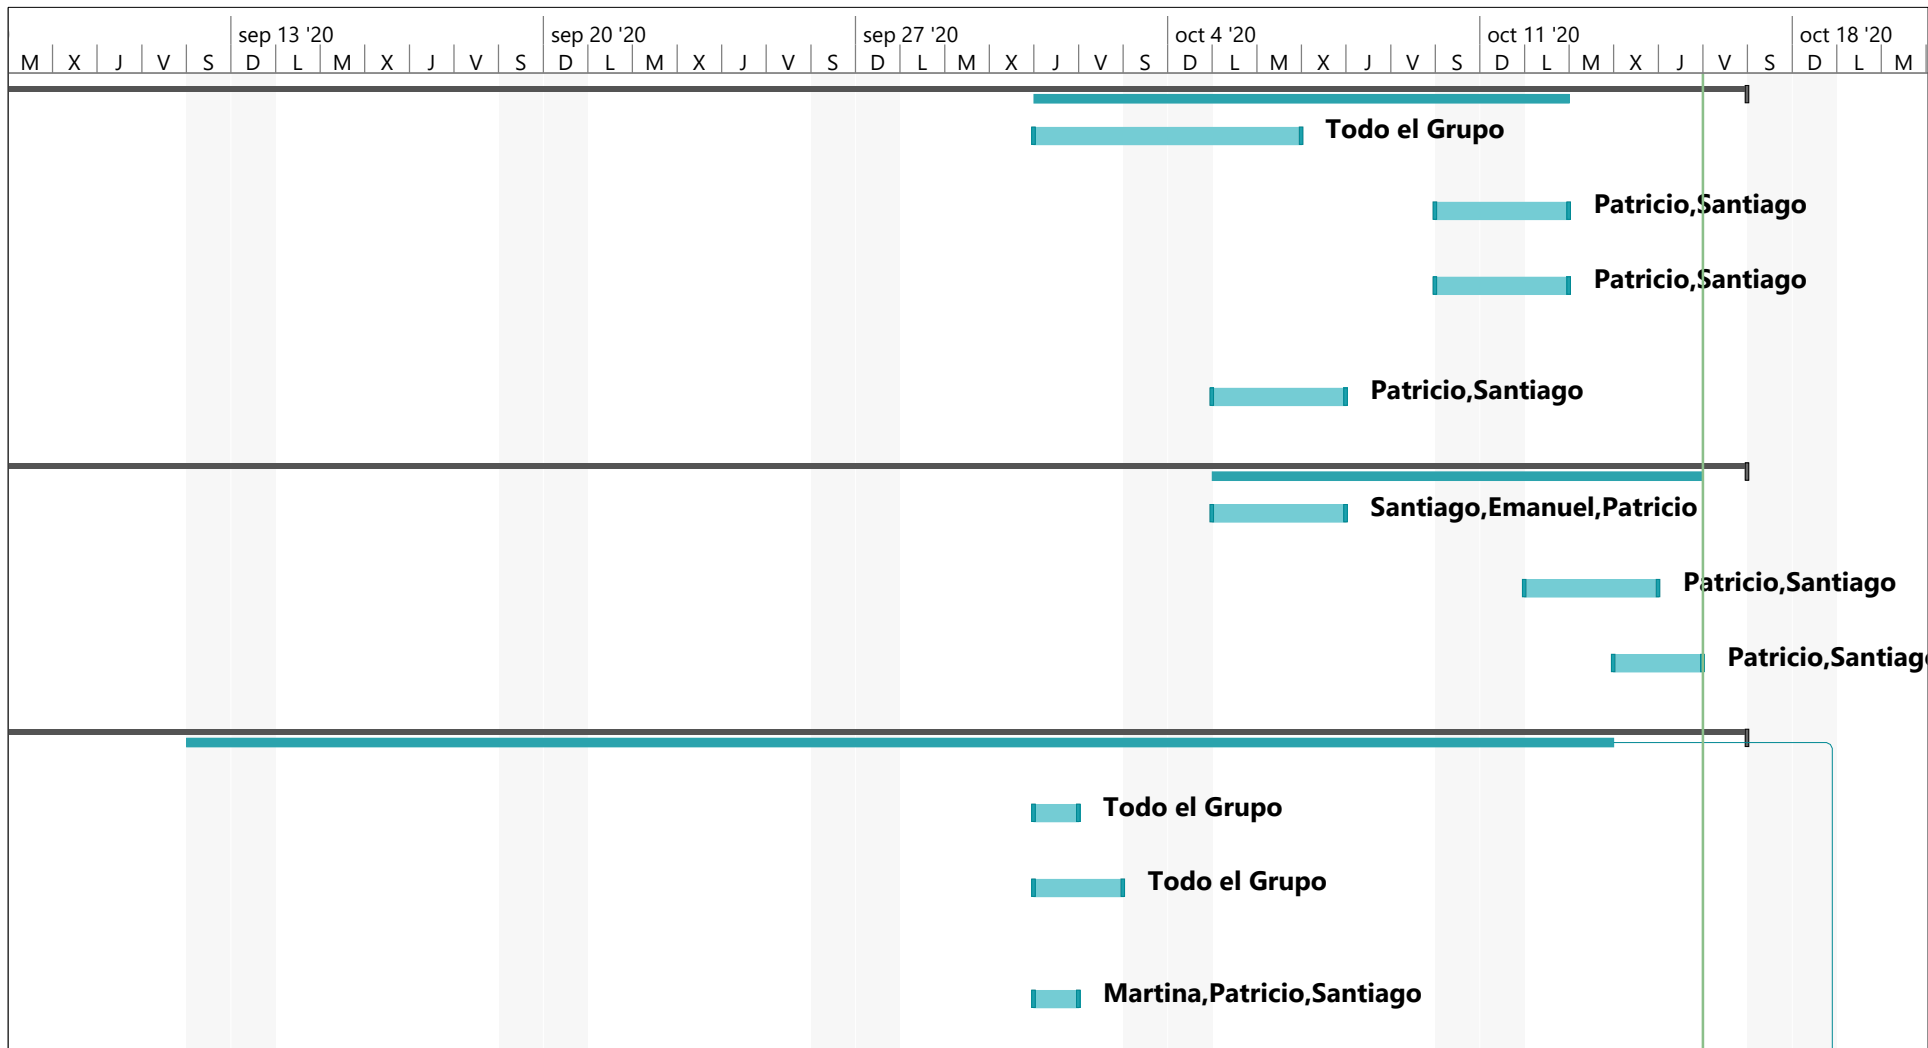 sep 13 '20 sep 20 '20 sep 27 '20 oct 4 '20 oct 11 '20 oct 18 '20
M X J V S D L M X J V S D L M X J V S D L M X J V S D L M X J V S D L M X J V S D L M
Todo el Grupo
Patricio,Santiago
Patricio,Santiago
Patricio,Santiago
Santiago,Emanuel,Patricio
Patricio,Santiago
Patricio,Santiag
Todo el Grupo
Todo el Grupo
Martina,Patricio,Santiago